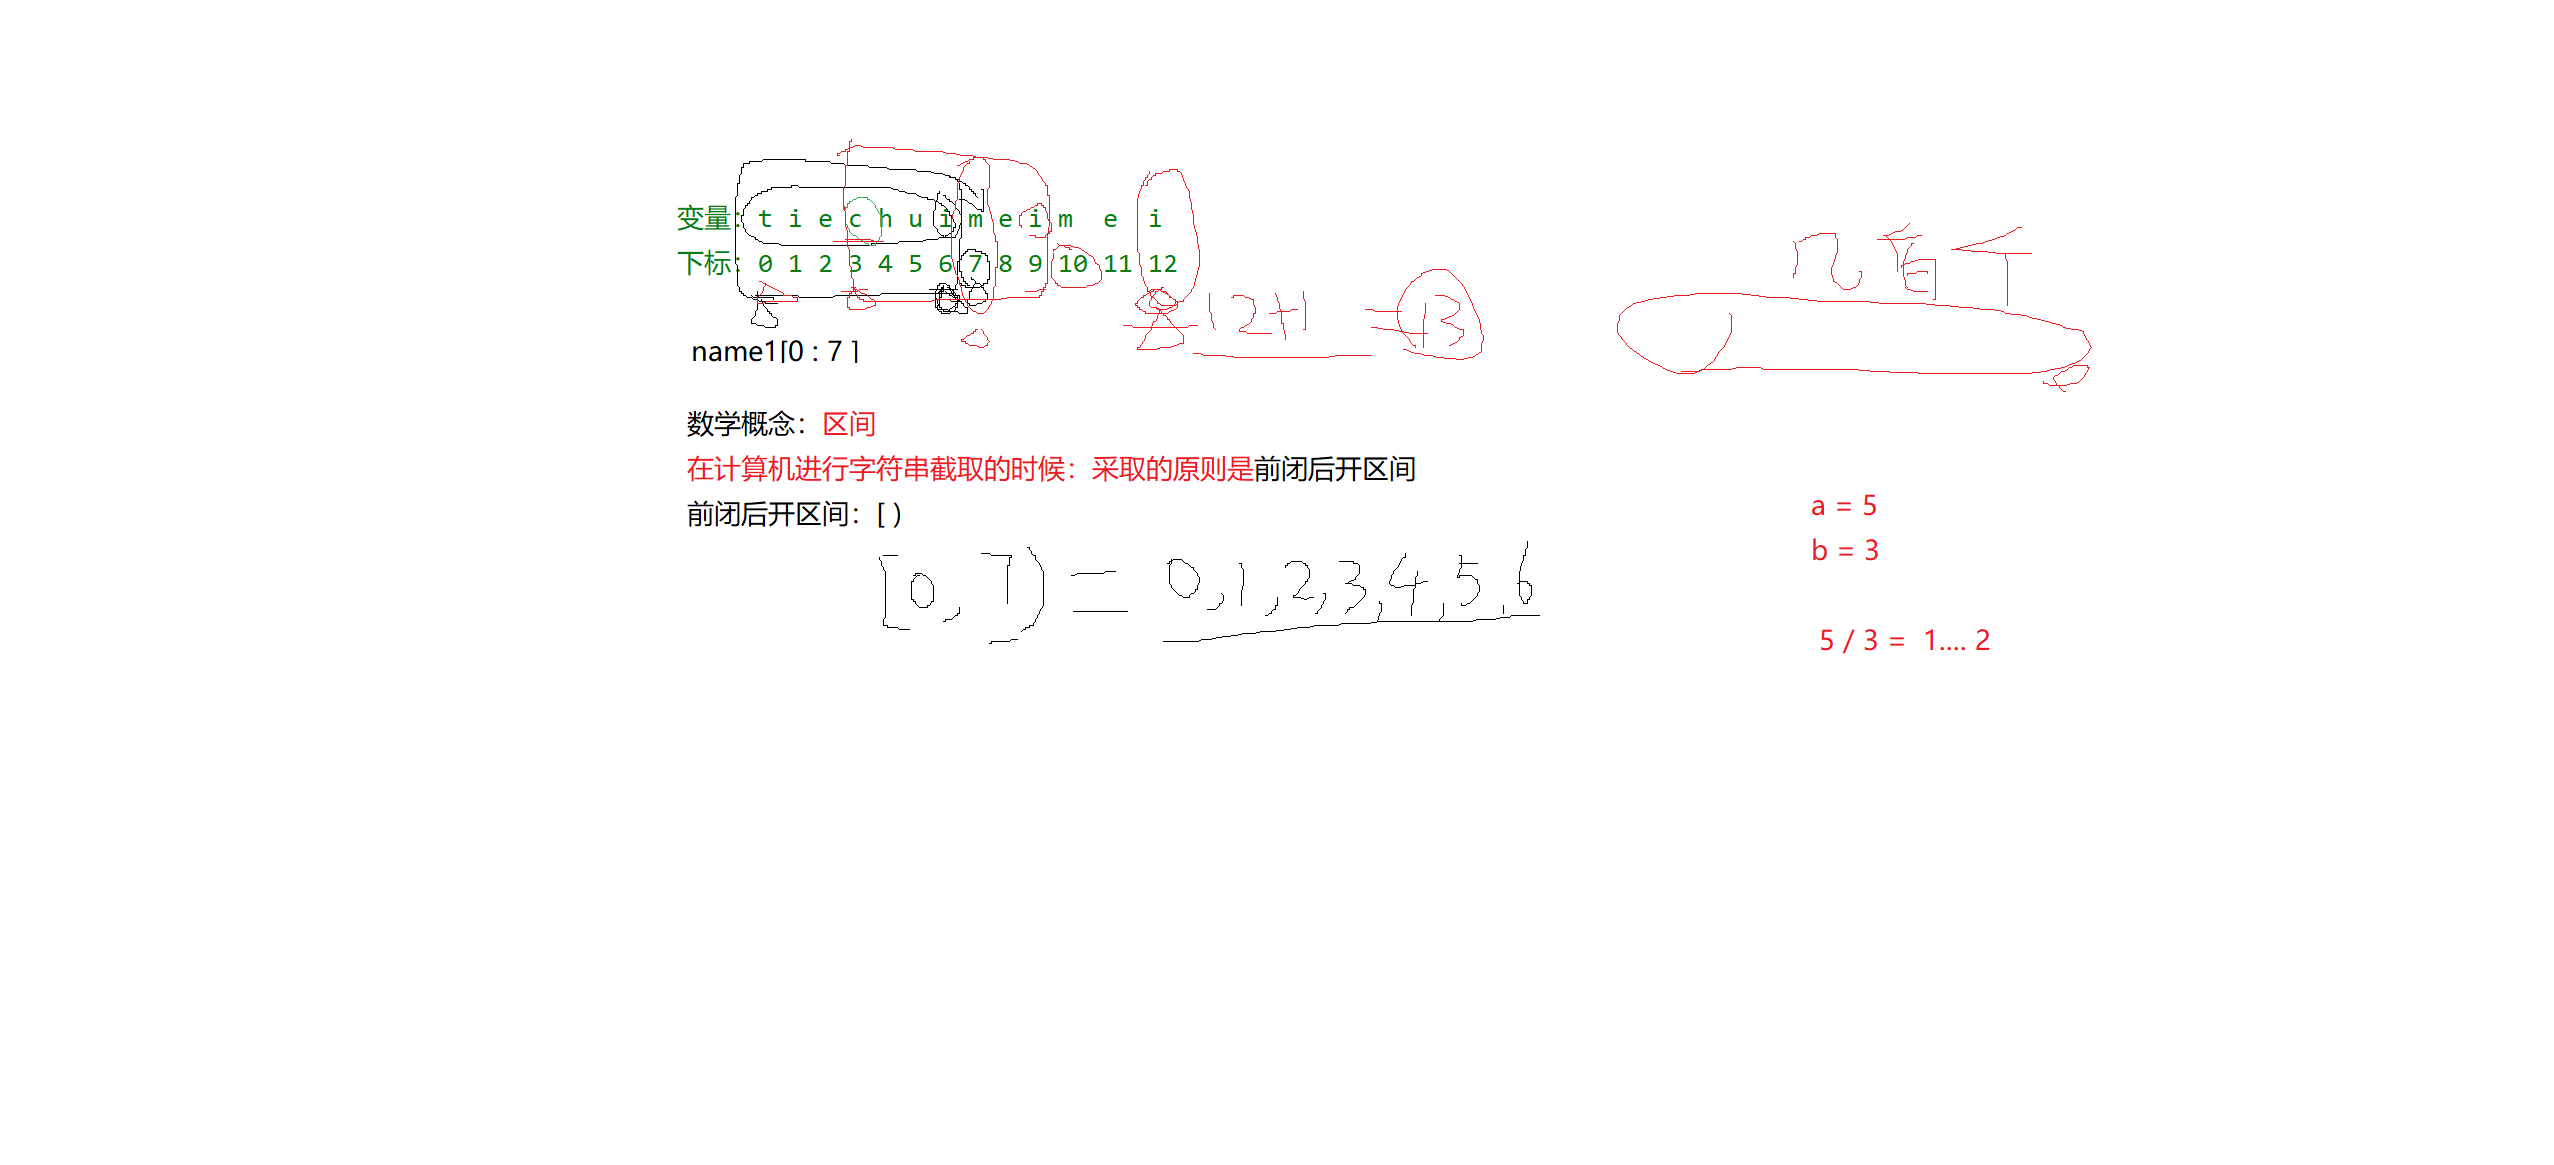 变量：t i e c h u i m e i m e i
下标：0 1 2 3 4 5 6 7 8 9 10 11 12
几百个
12+1 = 13
name1[0 : 7 ]
数学概念：区间
在计算机进行字符串截取的时候：采取的原则是前闭后开区间
前闭后开区间：[ )
[0, 7) = 0,1,2,3,4,5,6
a = 5
b = 3
5 / 3 = 1.... 2